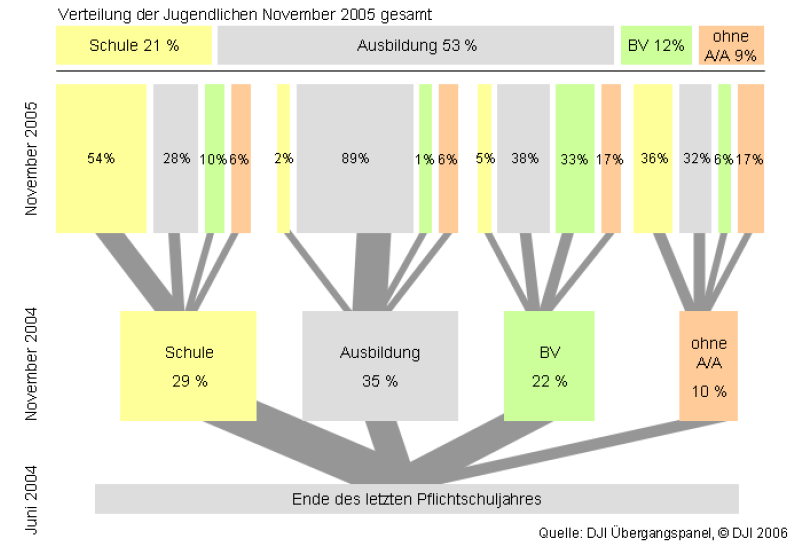 Verteilung der Jugendlichen November 2005 gesamt
Schule 21 %
Ausbildung 53 %
BV 12%
ohne
A/A 9%
November 2005
54%
28%
10%
6%
2%
89%
1%
6%
5%
38%
33%
17%
36%
32%
6%
17%
November 2004
Schule
29 %
Ausbildung
35 %
BV
22 %
ohne
A/A
10 %
Juni 2004
Ende des letzten Pflichtschuljahres
Quelle: DJI Übergangspanel, © DJI 2006